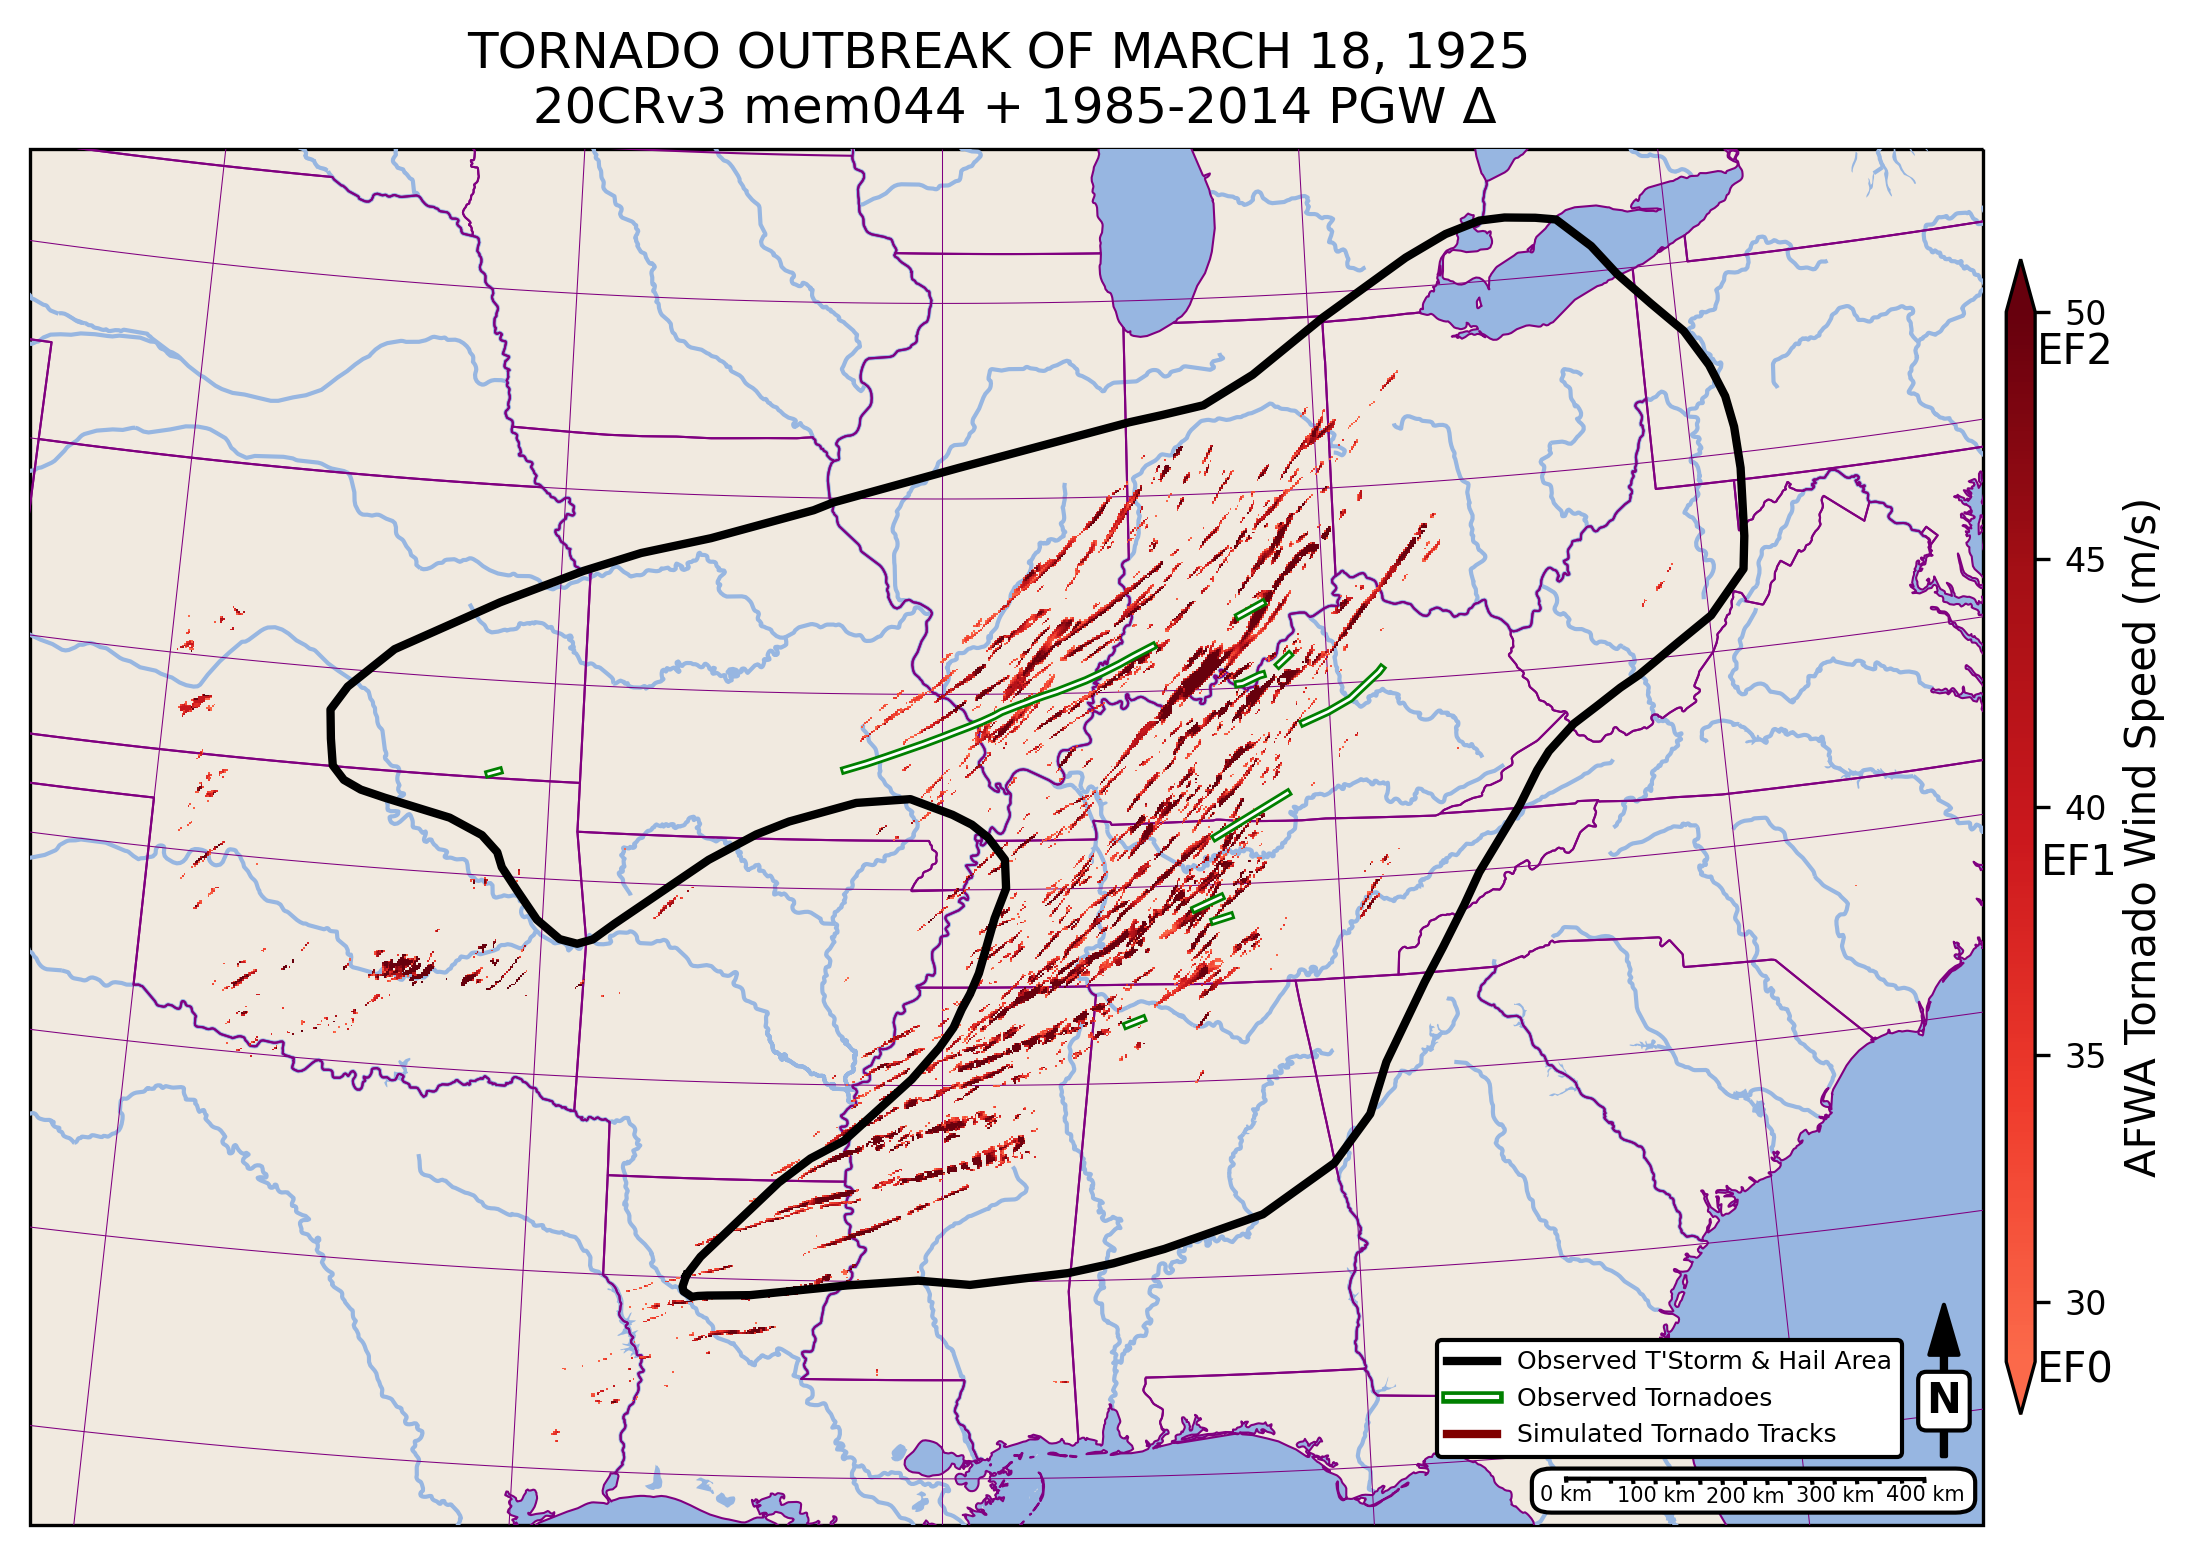 TORNADO OUTBREAK OF MARCH 18, 1925
20CRv3 mem044 + 1985-2014 PGW Δ
50
EF2
45
40
EF1
35
30
EF0
AFWA Tornado Wind Speed (m/s)
Observed T'Storm & Hail Area
Observed Tornadoes
Simulated Tornado Tracks
N
0 km 100 km 200 km 300 km 400 km